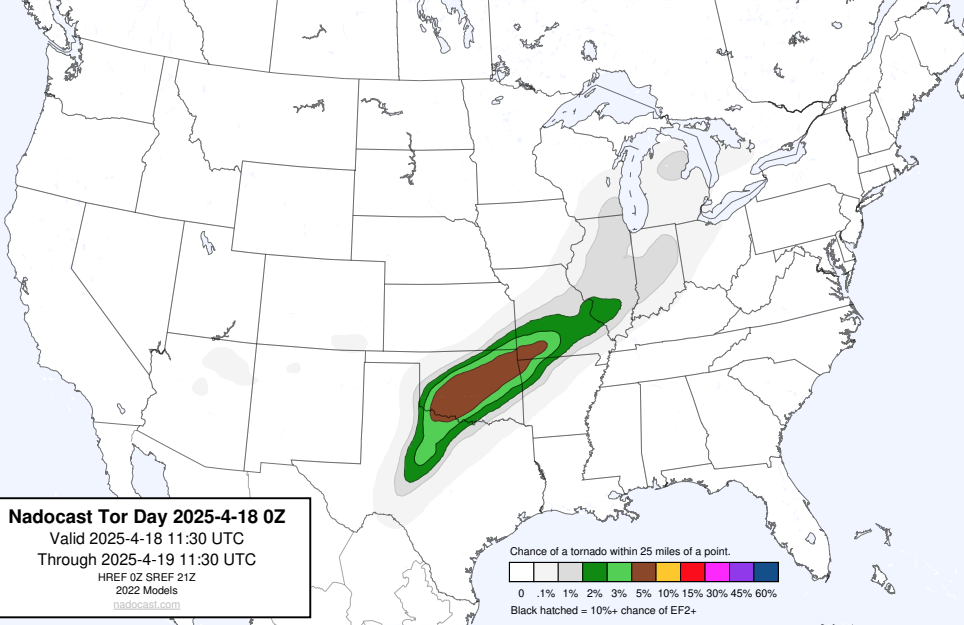 Nadocast Tor Day 2025-4-18 0Z
Valid 2025-4-18 11:30 UTC
Through 2025-4-19 11:30 UTC
HREF 0Z SREF 21Z
2022 Models
nadocast.com
Chance of a tornado within 25 miles of a point.
0 .1% 1% 2% 3% 5% 10% 15% 30% 45% 60%
Black hatched = 10%+ chance of EF2+